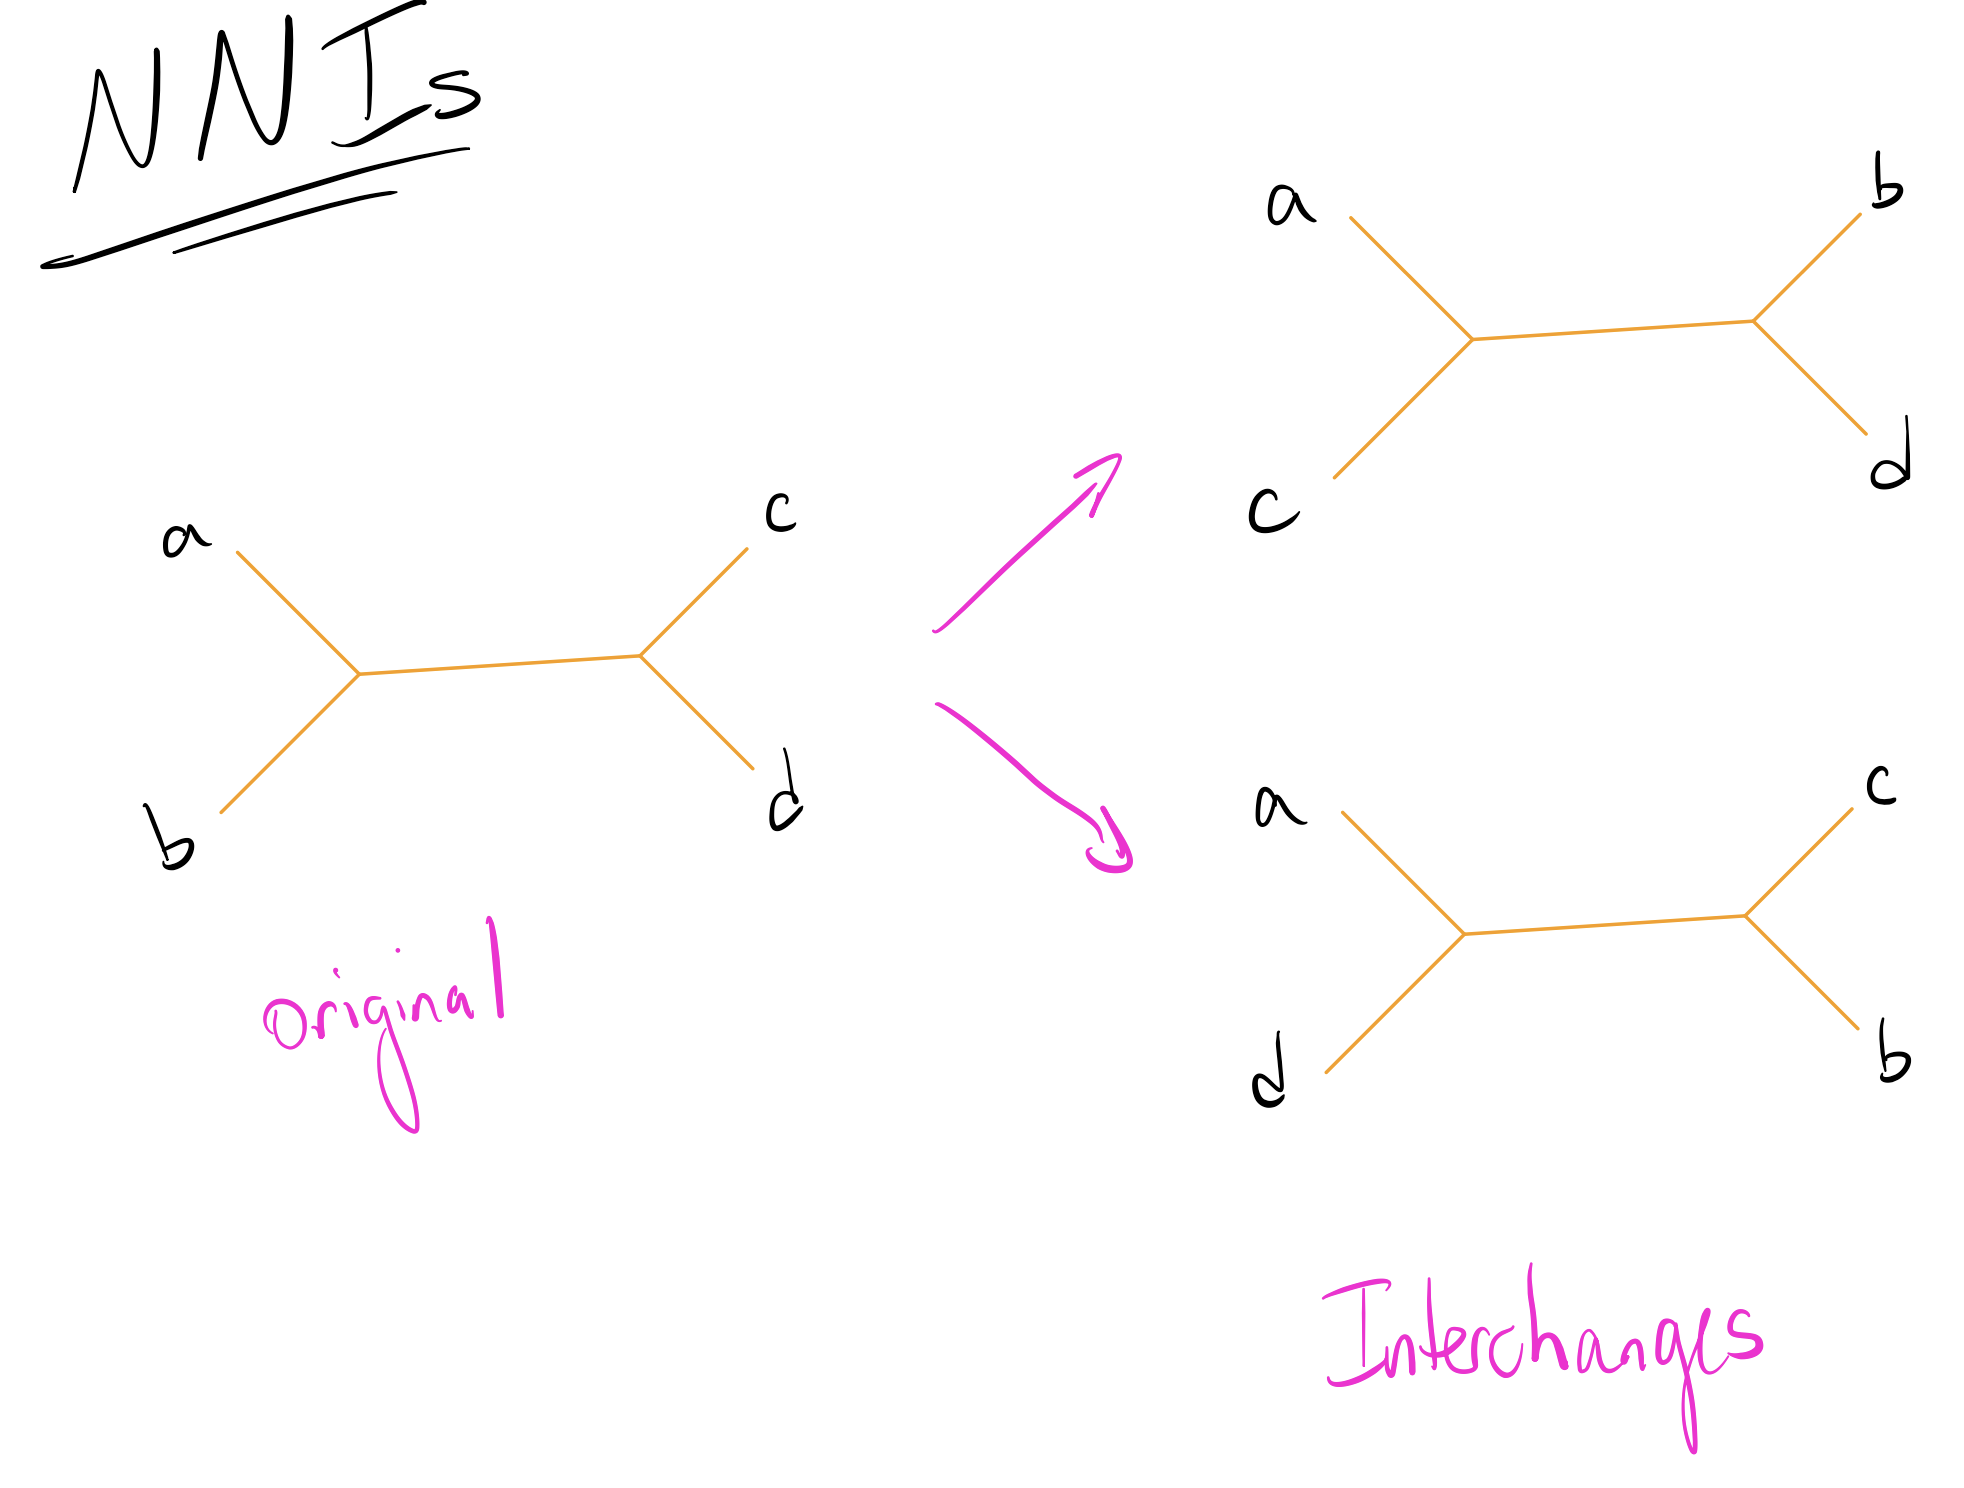 NNIs
a b
c d
a c
b d
original
a c
d b
Interchanges